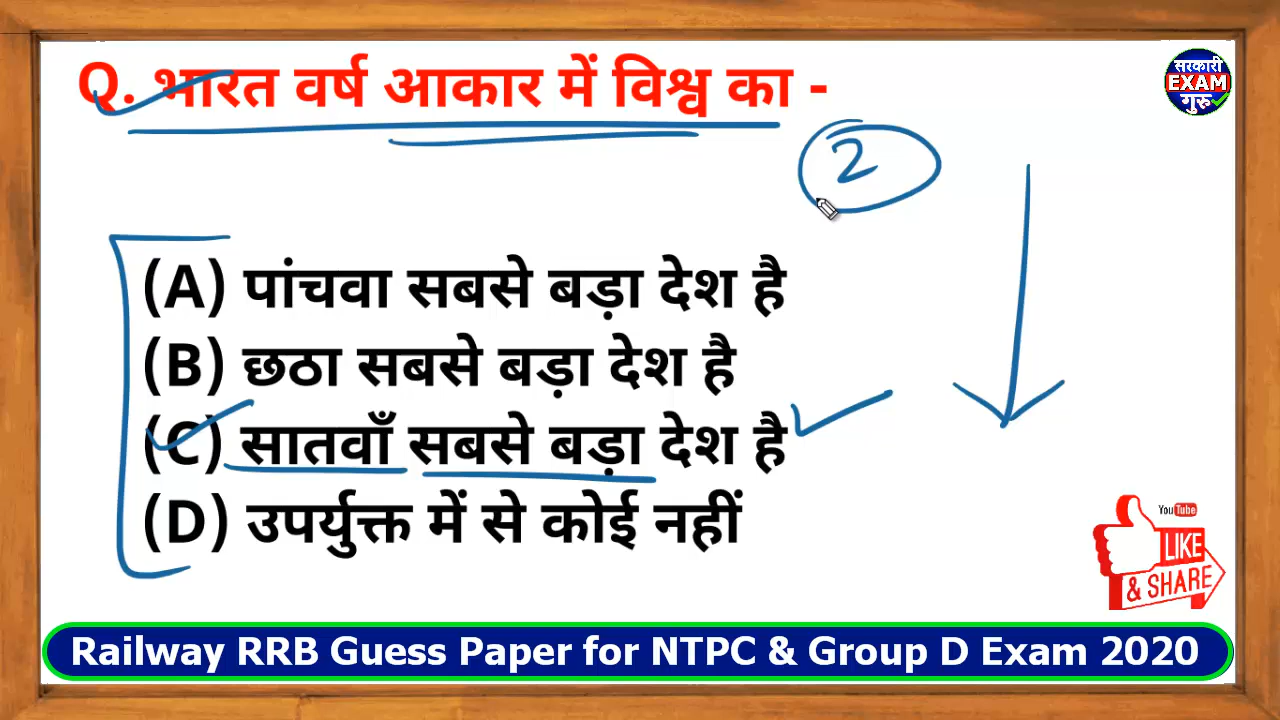 Q. भारत वर्ष आकार में विश्व का -
सरकारी
EXAM
गुरु
2
(A) पांचवा सबसे बड़ा देश है
(B) छठा सबसे बड़ा देश है
(C) सातवाँ सबसे बड़ा देश है
(D) उपर्युक्त में से कोई नहीं
YouTube
LIKE
& SHARE
Railway RRB Guess Paper for NTPC & Group D Exam 2020